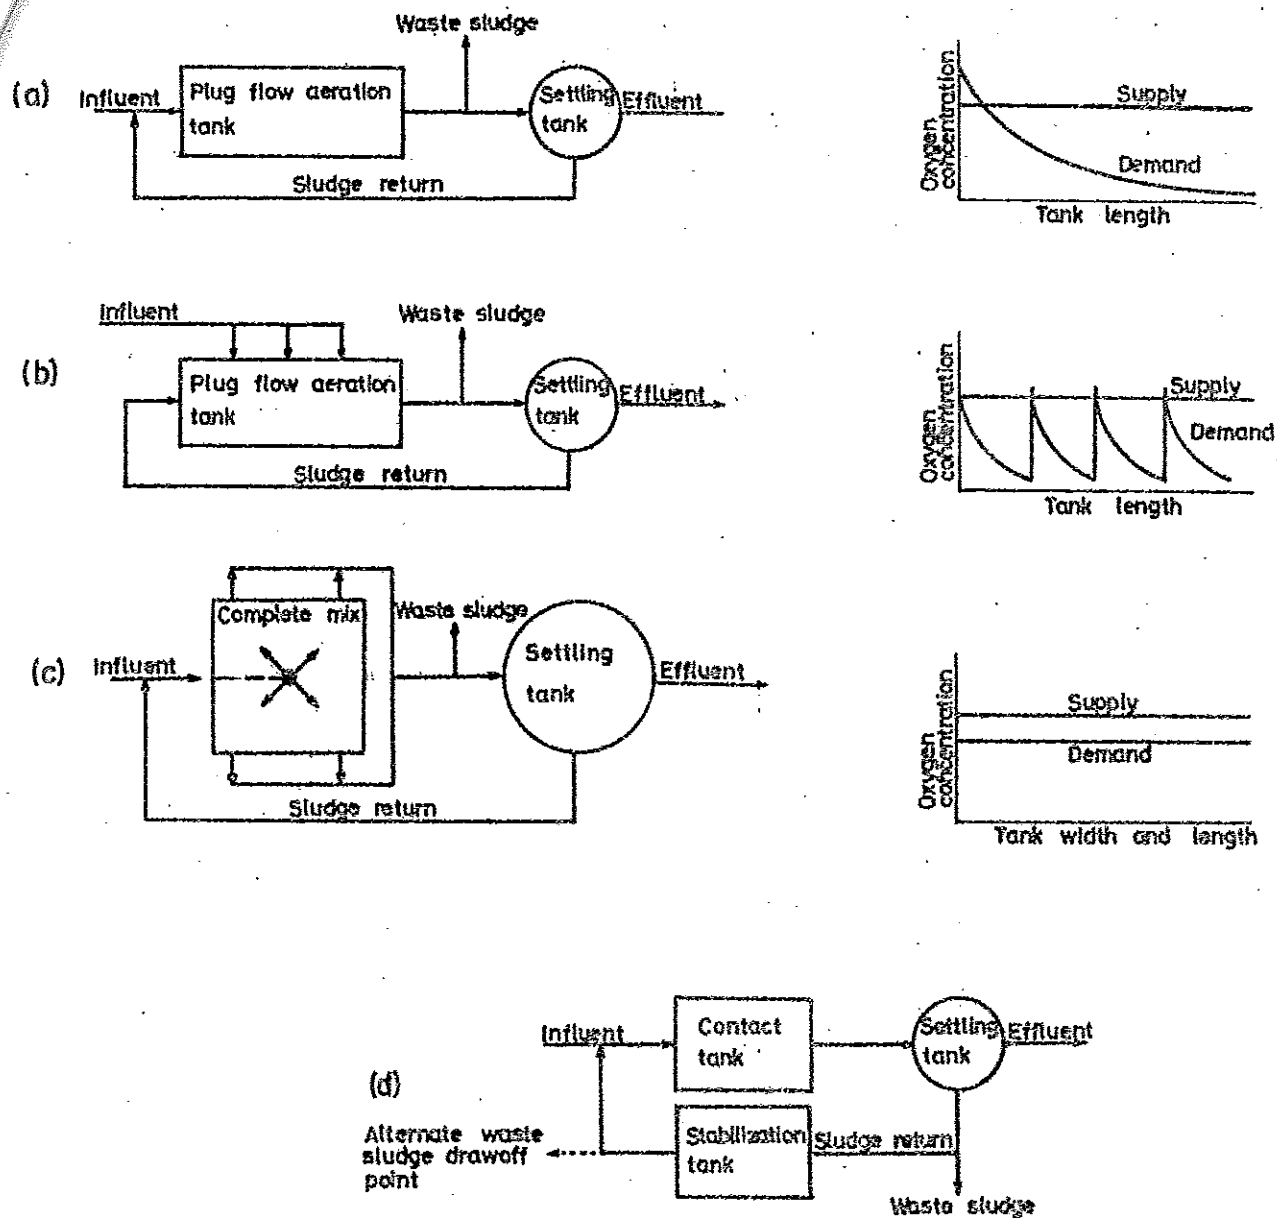 Waste sludge
(a)
Influent
Plug flow aeration
tank
Settling
tank
Effluent
Sludge return
Oxygen
concentration
Supply
Demand
Tank length
Influent
Waste sludge
(b)
Plug flow aeration
tank
Settling
tank
Effluent
Sludge return
Oxygen
concentration
Supply
Demand
Tank length
(c)
Influent
Complete mix
Waste sludge
Settling
tank
Effluent
Sludge return
Oxygen
concentration
Supply
Demand
Tank width and length
(d)
Influent
Contact
tank
Settling
tank
Effluent
Alternate waste
sludge drawoff
point
Stabilization
tank
Sludge return
Waste sludge